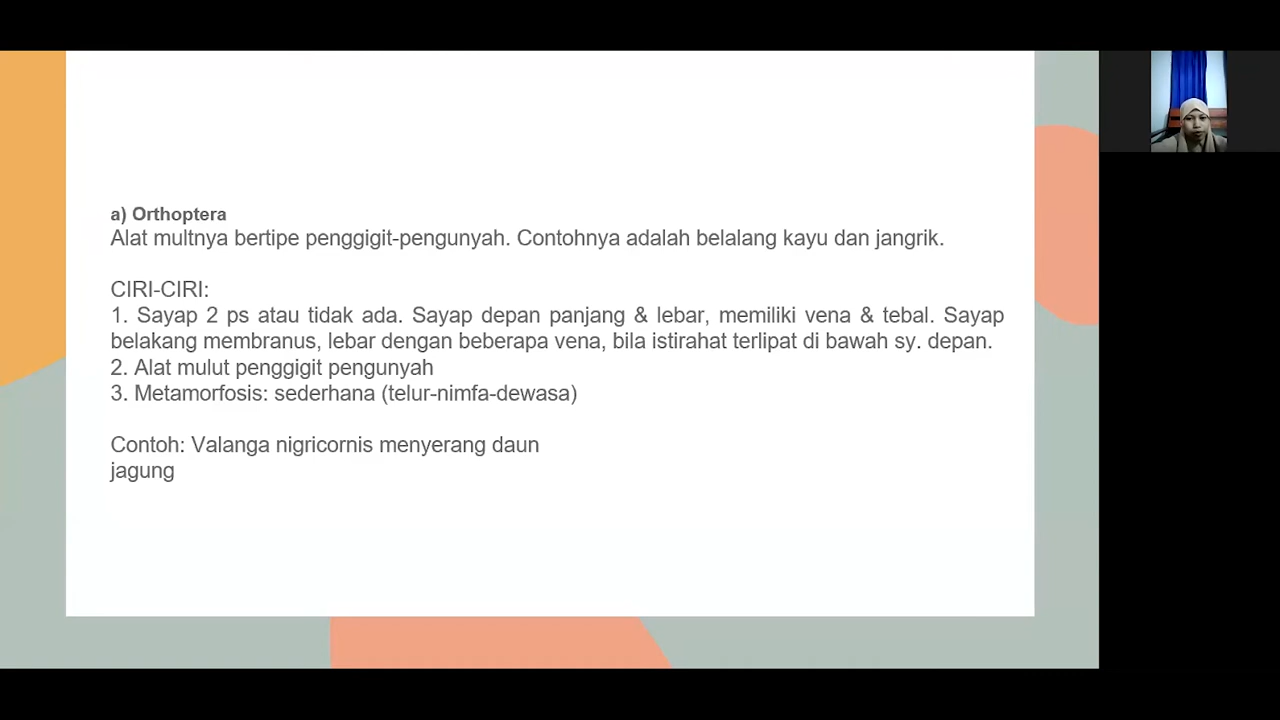 a) Orthoptera
Alat multnya bertipe penggigit-pengunyah. Contohnya adalah belalang kayu dan jangrik.
CIRI-CIRI:
1. Sayap 2 ps atau tidak ada. Sayap depan panjang & lebar, memiliki vena & tebal. Sayap
belakang membranus, lebar dengan beberapa vena, bila istirahat terlipat di bawah sy. depan.
2. Alat mulut penggigit pengunyah
3. Metamorfosis: sederhana (telur-nimfa-dewasa)
Contoh: Valanga nigricornis menyerang daun
jagung